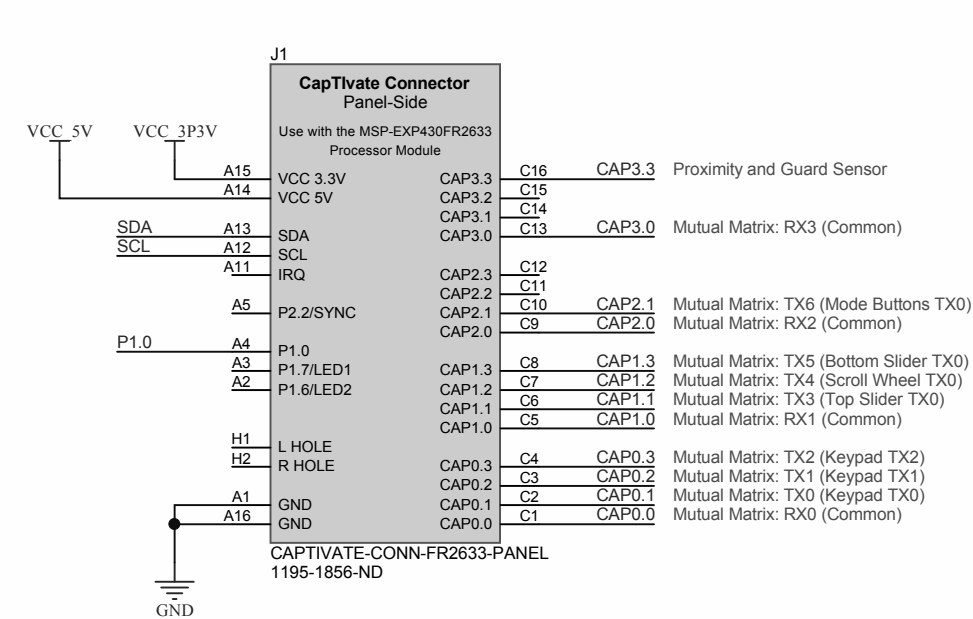 J1
CapTIvate Connector
Panel-Side
Use with the MSP-EXP430FR2633
Processor Module
VCC_5V VCC_3P3V
A15 VCC 3.3V CAP3.3 C16 CAP3.3 Proximity and Guard Sensor
A14 VCC 5V CAP3.2 C15
CAP3.1 C14
SDA A13 SDA CAP3.0 C13 CAP3.0 Mutual Matrix: RX3 (Common)
SCL A12 SCL
A11 IRQ CAP2.3 C12
CAP2.2 C11
A5 P2.2/SYNC CAP2.1 C10 CAP2.1 Mutual Matrix: TX6 (Mode Buttons TX0)
CAP2.0 C9 CAP2.0 Mutual Matrix: RX2 (Common)
P1.0 A4 P1.0
A3 P1.7/LED1 CAP1.3 C8 CAP1.3 Mutual Matrix: TX5 (Bottom Slider TX0)
A2 P1.6/LED2 CAP1.2 C7 CAP1.2 Mutual Matrix: TX4 (Scroll Wheel TX0)
CAP1.1 C6 CAP1.1 Mutual Matrix: TX3 (Top Slider TX0)
CAP1.0 C5 CAP1.0 Mutual Matrix: RX1 (Common)
H1 L HOLE
H2 R HOLE CAP0.3 C4 CAP0.3 Mutual Matrix: TX2 (Keypad TX2)
CAP0.2 C3 CAP0.2 Mutual Matrix: TX1 (Keypad TX1)
A1 GND CAP0.1 C2 CAP0.1 Mutual Matrix: TX0 (Keypad TX0)
A16 GND CAP0.0 C1 CAP0.0 Mutual Matrix: RX0 (Common)
CAPTIVATE-CONN-FR2633-PANEL
1195-1856-ND
GND